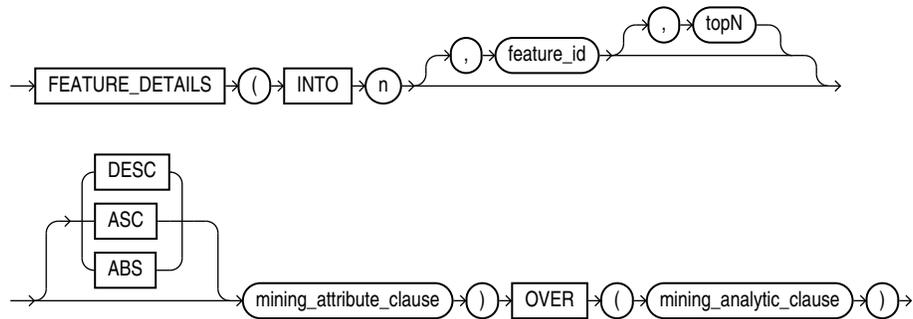 , topN
, feature_id
FEATURE_DETAILS ( INTO n
DESC
ASC
ABS
mining_attribute_clause ) OVER ( mining_analytic_clause )